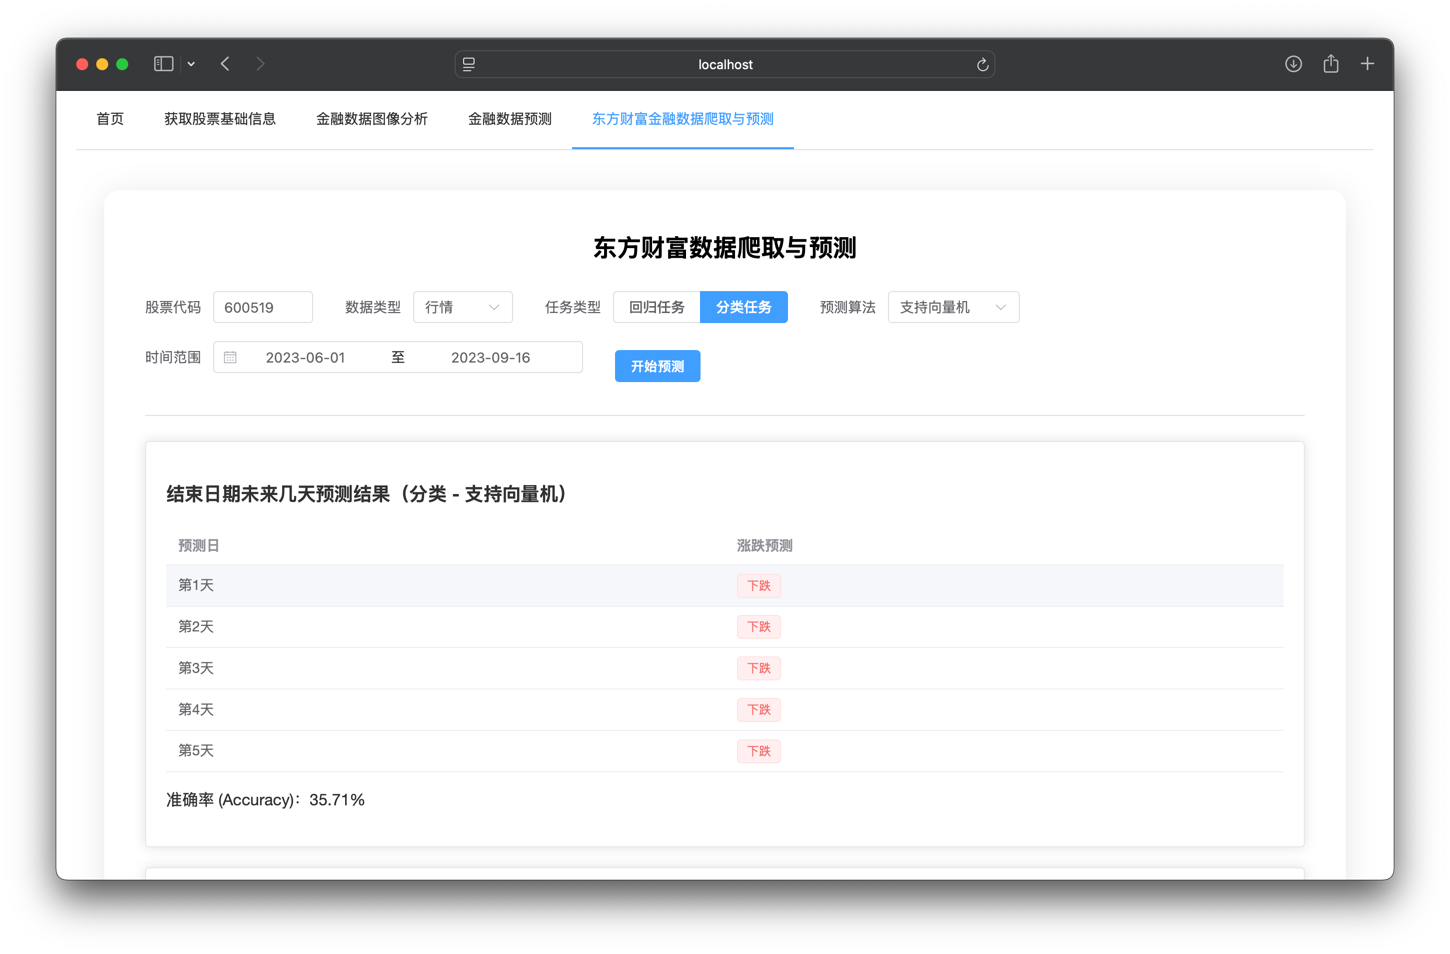 localhost
首页 获取股票基础信息 金融数据图像分析 金融数据预测 东方财富金融数据爬取与预测
东方财富数据爬取与预测
股票代码 600519 数据类型 行情 任务类型 回归任务 分类任务 预测算法 支持向量机
时间范围 2023-06-01 至 2023-09-16 开始预测
结束日期未来几天预测结果（分类 - 支持向量机）
预测日 涨跌预测
第1天 下跌
第2天 下跌
第3天 下跌
第4天 下跌
第5天 下跌
准确率 (Accuracy)：35.71%